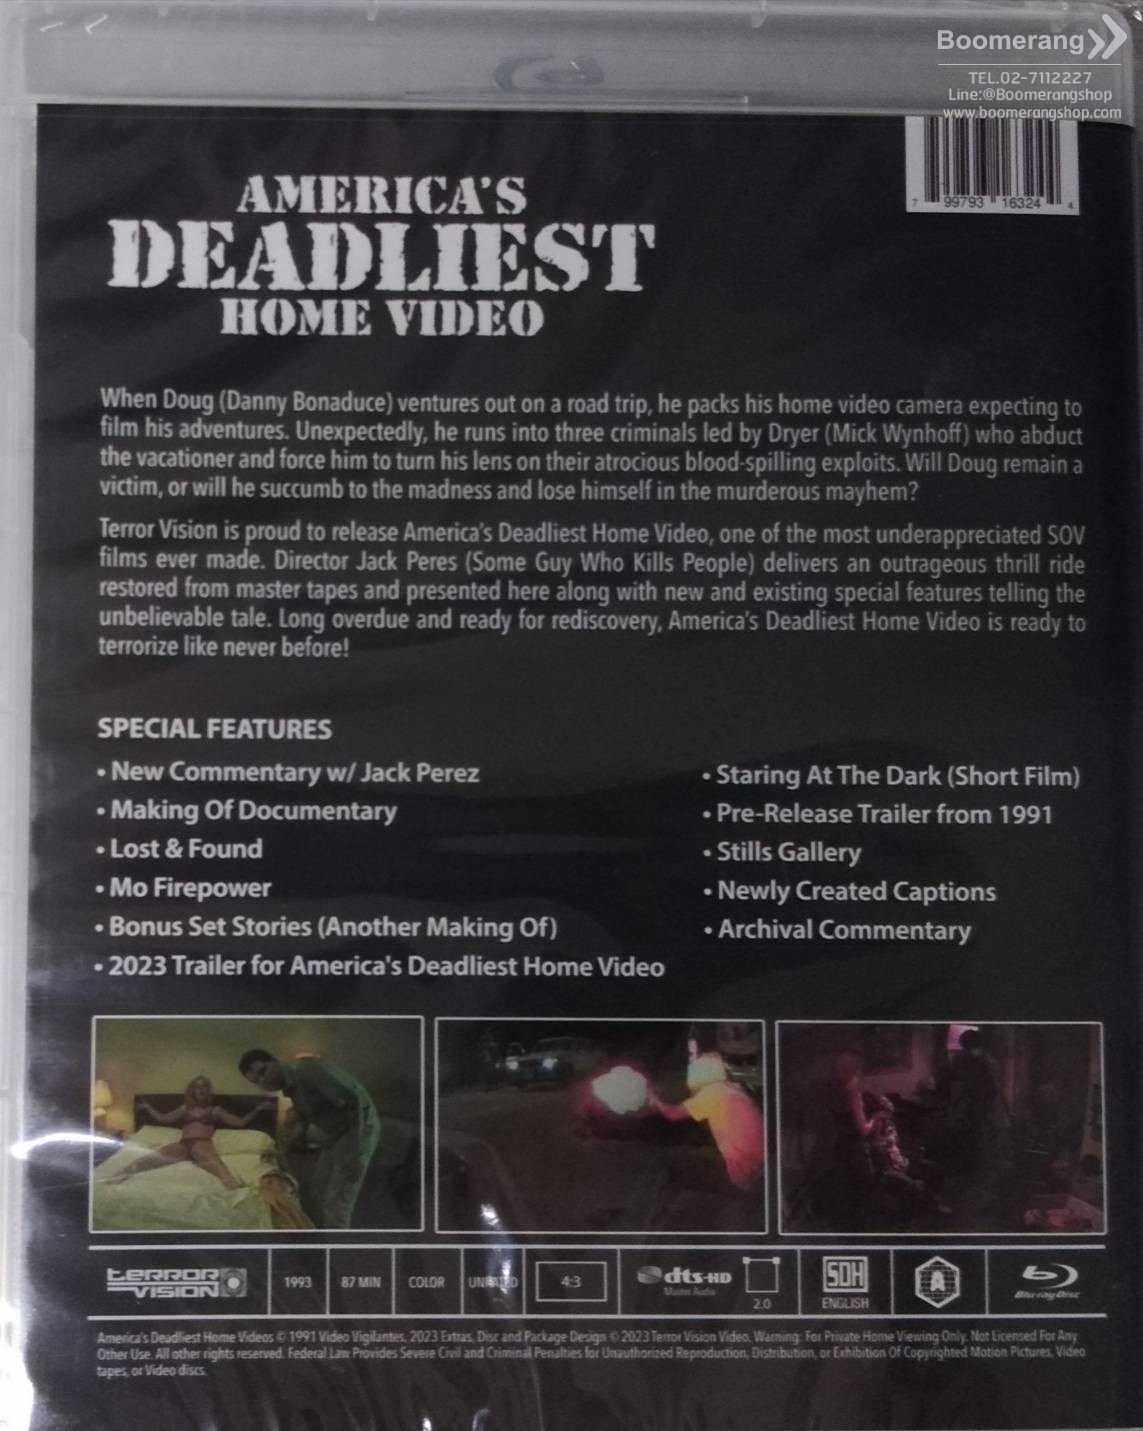 Boomerang
TEL.02-7112227
Line:@Boomerangshop
www.boomerangshop.com
7 99793 16324 4
AMERICA'S
DEADLIEST
HOME VIDEO
When Doug (Danny Bonaduce) ventures out on a road trip, he packs his home video camera expecting to
film his adventures. Unexpectedly, he runs into three criminals led by Dryer (Mick Wynhoff) who abduct
the vacationer and force him to turn his lens on their atrocious blood-spilling exploits. Will Doug remain a
victim, or will he succumb to the madness and lose himself in the murderous mayhem?
Terror Vision is proud to release America's Deadliest Home Video, one of the most underappreciated SOV
films ever made. Director Jack Peres (Some Guy Who Kills People) delivers an outrageous thrill ride
restored from master tapes and presented here along with new and existing special features telling the
unbelievable tale. Long overdue and ready for rediscovery, America's Deadliest Home Video is ready to
terrorize like never before!
SPECIAL FEATURES
• New Commentary w/ Jack Perez
• Making Of Documentary
• Lost & Found
• Mo Firepower
• Bonus Set Stories (Another Making Of)
• 2023 Trailer for America's Deadliest Home Video
• Staring At The Dark (Short Film)
• Pre-Release Trailer from 1991
• Stills Gallery
• Newly Created Captions
• Archival Commentary
TERROR VISION 1993 87 MIN COLOR UNRATED 4:3 dts-HD Master Audio 2.0 SDH ENGLISH A Blu-ray Disc
America's Deadliest Home Videos © 1991 Video Vigilantes. 2023 Extras, Disc and Package Design © 2023 Terror Vision Video. Warning: For Private Home Viewing Only. Not Licensed For Any
Other Use. All other rights reserved. Federal Law Provides Severe Civil and Criminal Penalties for Unauthorized Reproduction, Distribution, or Exhibition Of Copyrighted Motion Pictures, Video
tapes, or Video discs.